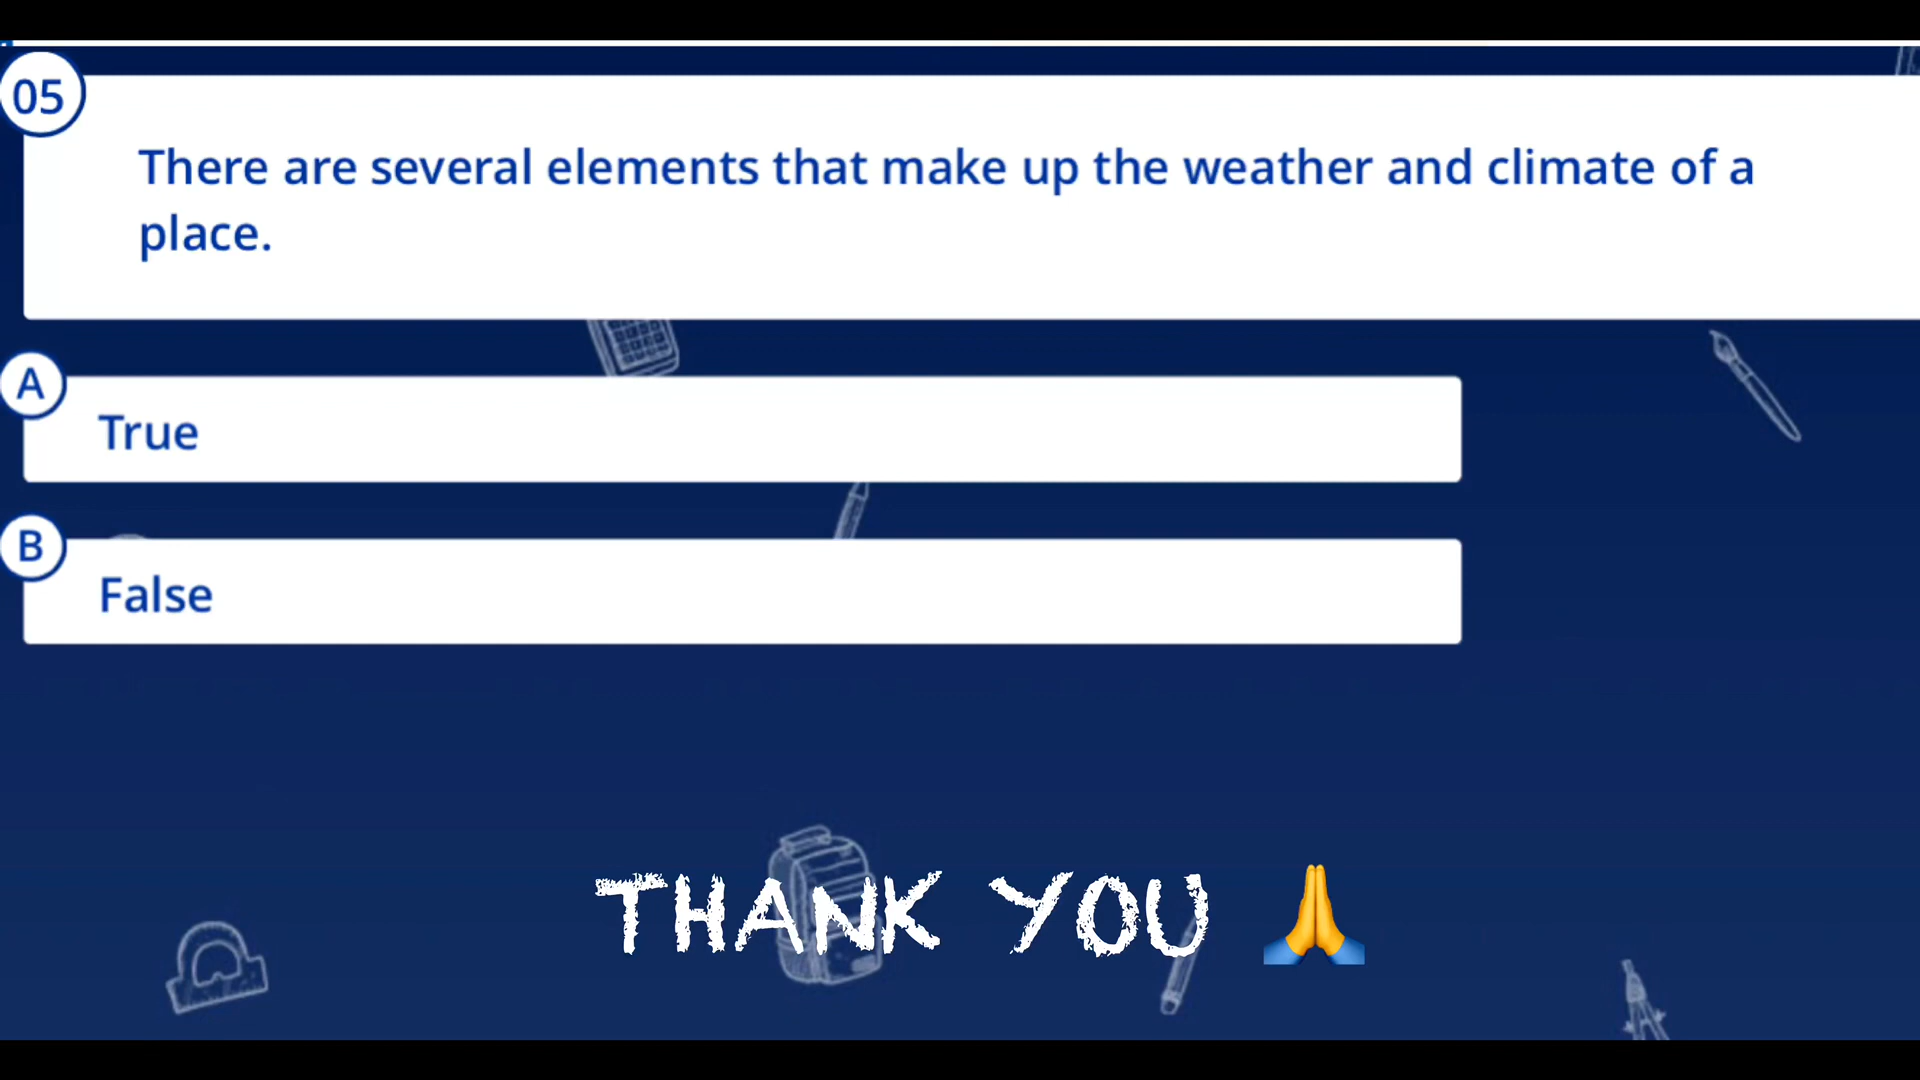 05
There are several elements that make up the weather and climate of a
place.
A
True
B
False
THANK YOU 🙏